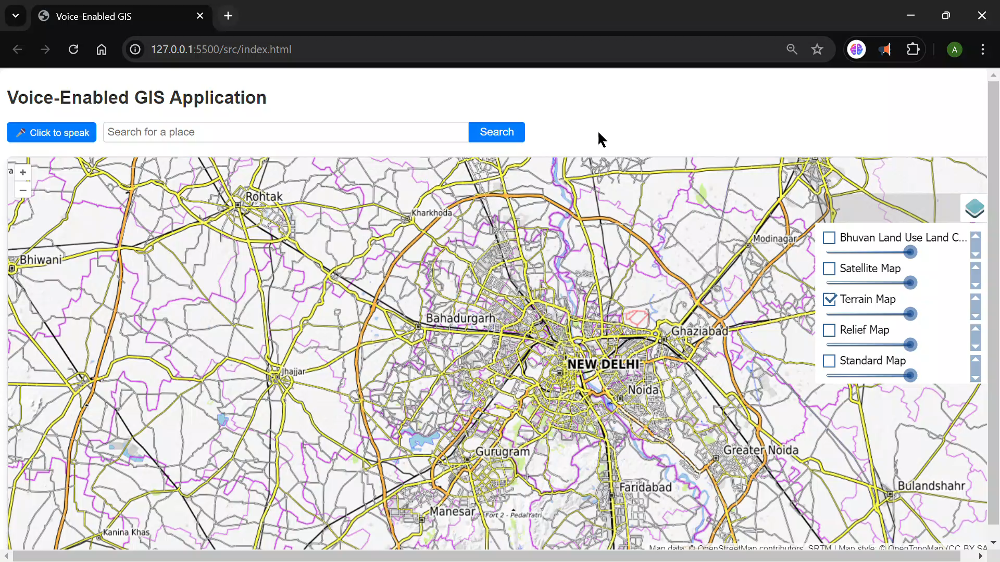 Voice-Enabled GIS
127.0.0.1:5500/src/index.html
A
Voice-Enabled GIS Application
Click to speak
Search for a place
Search
+
−
ra
Rohtak
Kharkhoda
Modinagar
Bhiwani
Bhuvan Land Use Land C...
Satellite Map
Terrain Map
Relief Map
Standard Map
Bahadurgarh
Ghaziabad
NEW DELHI
Jhajjar
Noida
Gurugram
Greater Noida
Faridabad
Bulandshahr
Manesar
Fort 2 - PedalYatri
Kanina Khas
Map data: © OpenStreetMap contributors, SRTM | Map style: © OpenTopoMap (CC-BY-SA